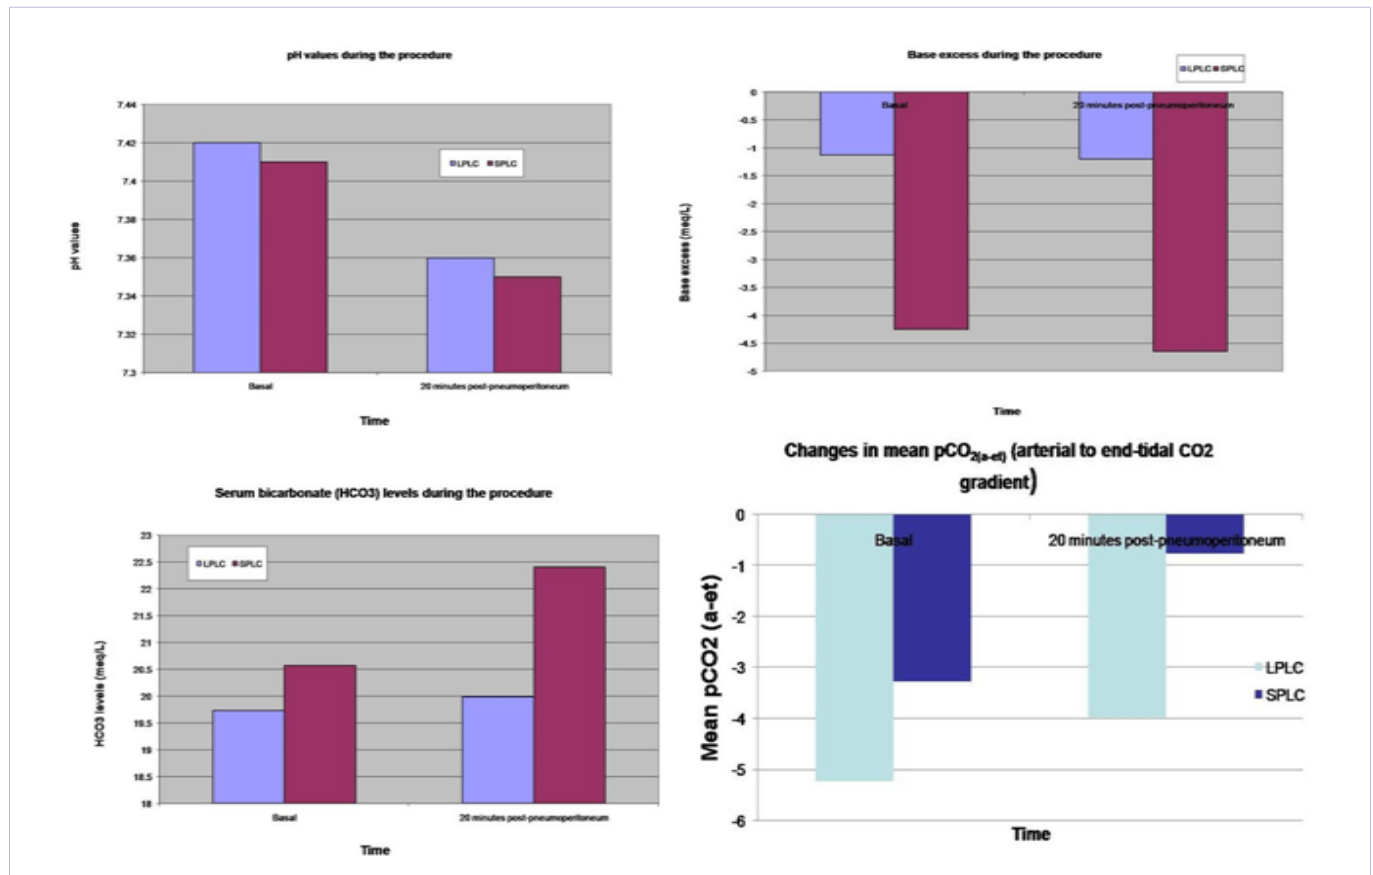 pH values during the procedure
7.44
7.42
7.4
7.38
7.36
7.34
7.32
7.3
pH values
LPLC SPLC
Basal
20 minutes post-pneumoperitoneum
Time
Base excess during the procedure
LPLC SPLC
0
-0.5
-1
-1.5
-2
-2.5
-3
-3.5
-4
-4.5
-5
Base excess (meq/L)
Basal
20 minutes post-pneumoperitoneum
Time
Serum bicarbonate (HCO3) levels during the procedure
23
22.5
22
21.5
21
20.5
20
19.5
19
18.5
18
HCO3 levels (meq/L)
LPLC SPLC
Basal
20 minutes post-pneumoperitoneum
Time
Changes in mean pCO2(a-et) (arterial to end-tidal CO2
gradient)
0
-1
-2
-3
-4
-5
-6
Mean pCO2 (a-et)
Basal
20 minutes post-pneumoperitoneum
LPLC
SPLC
Time